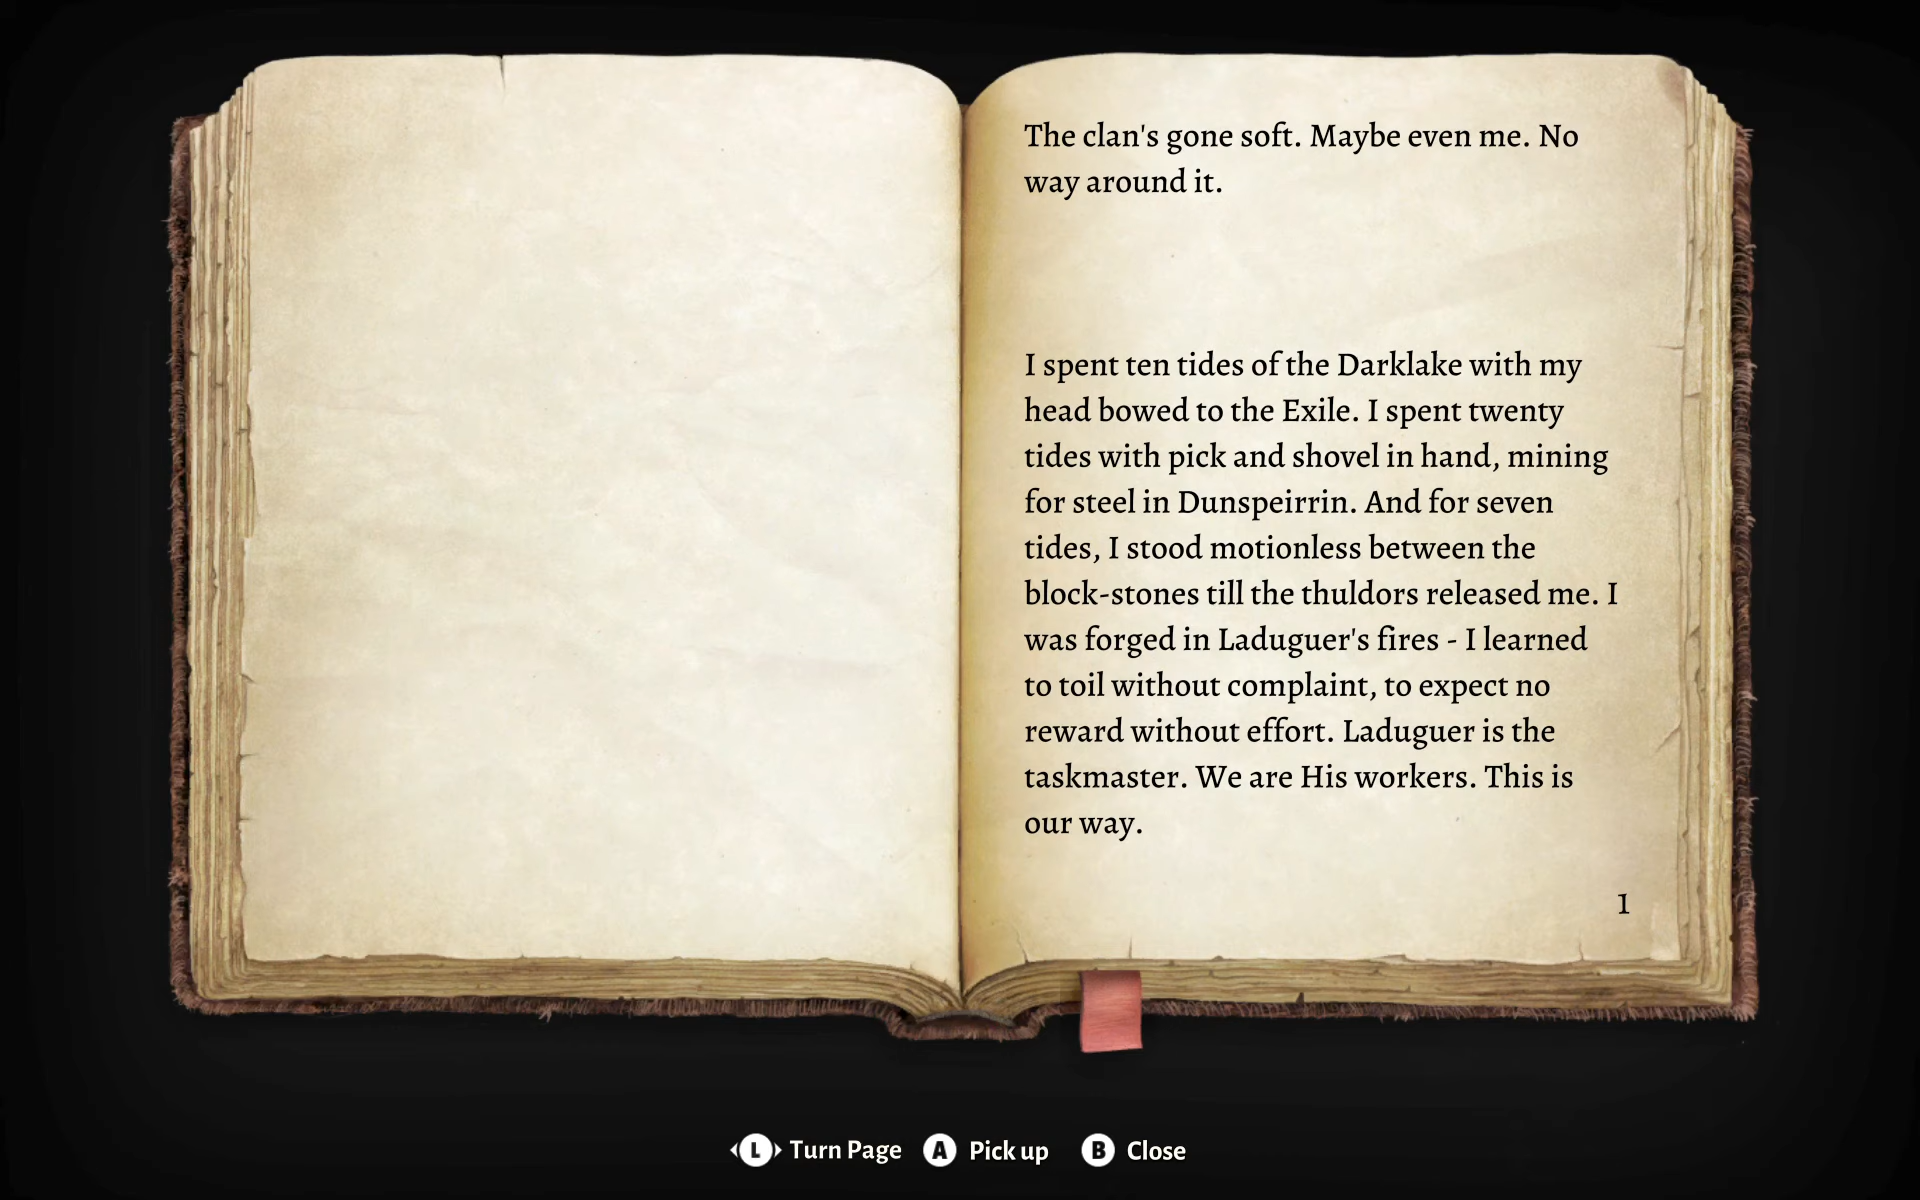 The clan's gone soft. Maybe even me. No
way around it.
I spent ten tides of the Darklake with my
head bowed to the Exile. I spent twenty
tides with pick and shovel in hand, mining
for steel in Dunspeirrin. And for seven
tides, I stood motionless between the
block-stones till the thuldors released me. I
was forged in Laduguer's fires - I learned
to toil without complaint, to expect no
reward without effort. Laduguer is the
taskmaster. We are His workers. This is
our way.
1
L Turn Page A Pick up B Close